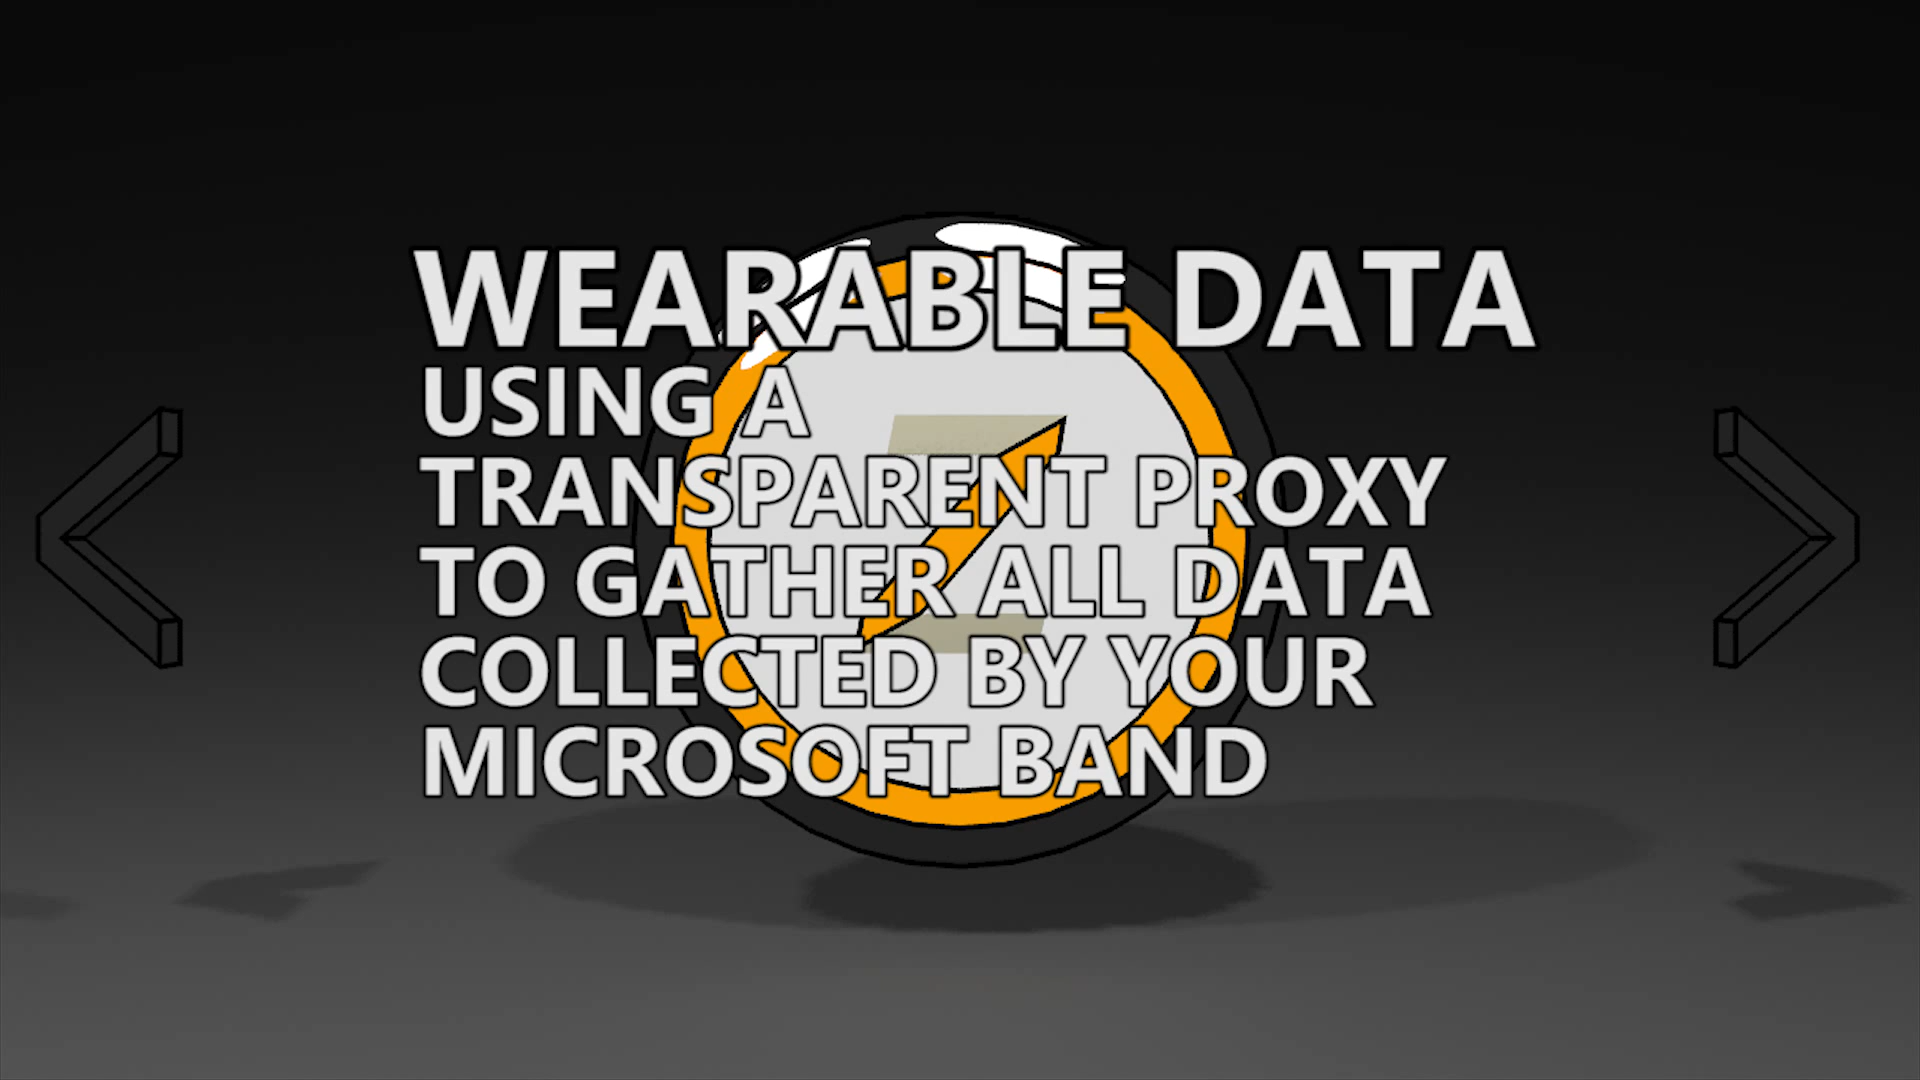 WEARABLE DATA
USING A
TRANSPARENT PROXY
TO GATHER ALL DATA
COLLECTED BY YOUR
MICROSOFT BAND